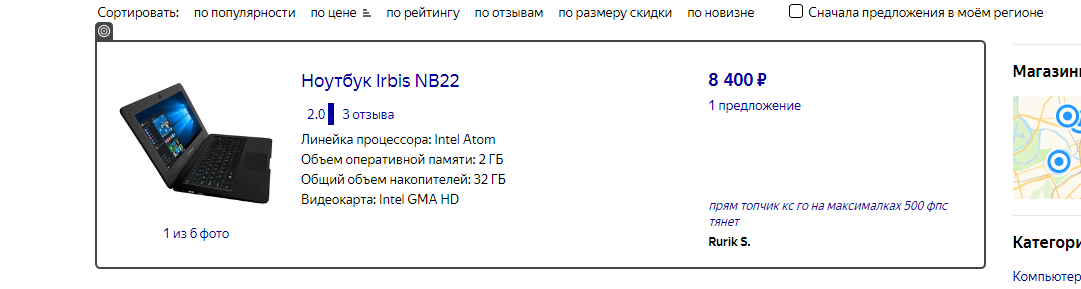 Сортировать: по популярности по цене по рейтингу по отзывам по размеру скидки по новизне Сначала предложения в моём регионе
Ноутбук Irbis NB22
2.0 3 отзыва
Линейка процессора: Intel Atom
Объем оперативной памяти: 2 ГБ
Общий объем накопителей: 32 ГБ
Видеокарта: Intel GMA HD
1 из 6 фото
8 400 ₽
1 предложение
прям топчик кс го на максималках 500 фпс
тянет
Rurik S.
Магазин
Категори
Компьютер